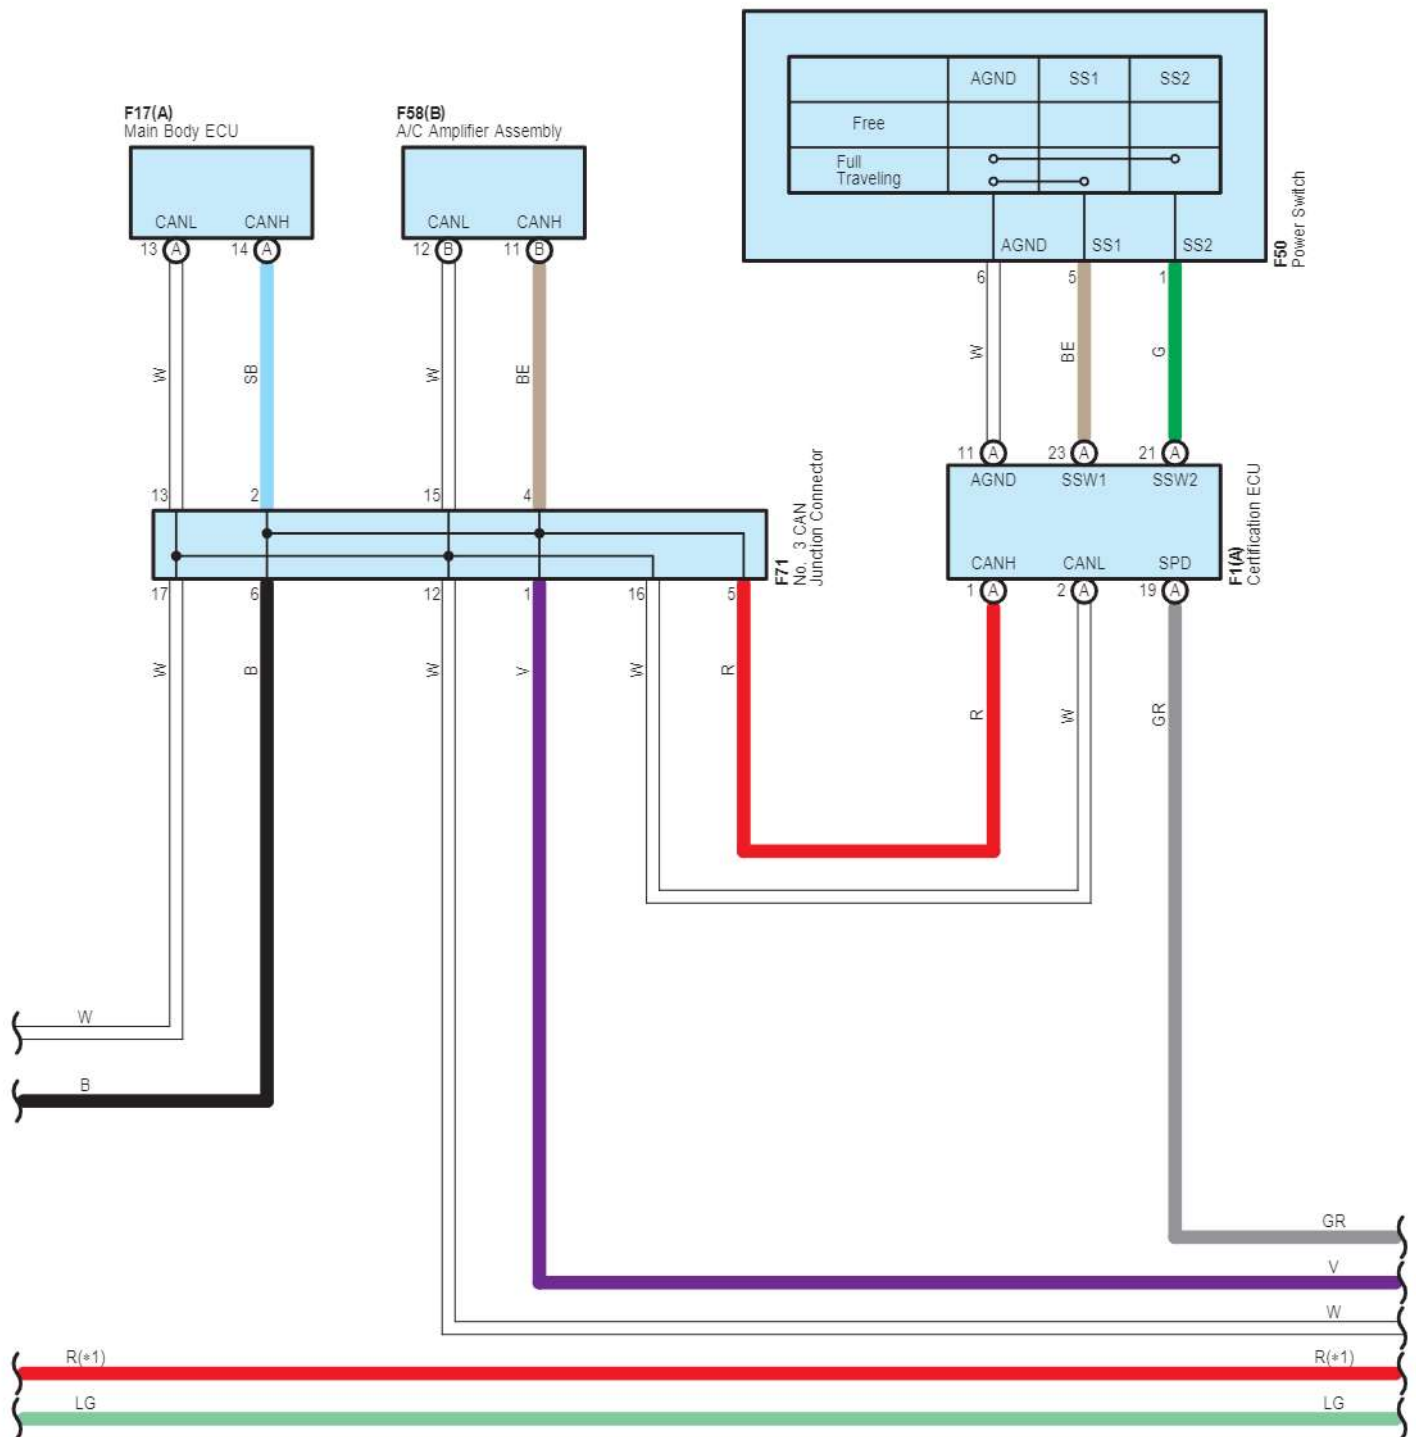 AGND SS1 SS2
Free
Full
Traveling
AGND SS1 SS2
F50
Power Switch
F17(A)
Main Body ECU
CANL CANH
13 A 14 A
F58(B)
A/C Amplifier Assembly
CANL CANH
12 B 11 B
6 5 1
W SB W BE W BE G
11 A 23 A 21 A
AGND SSW1 SSW2
CANH CANL SPD
F1(A)
Certification ECU
1 A 2 A 19 A
13 2 15 4
F71
No. 3 CAN
Junction Connector
17 6 12 1 16 5
W B W V W R
R W GR
W
B
GR
V
W
R(*1) R(*1)
LG LG